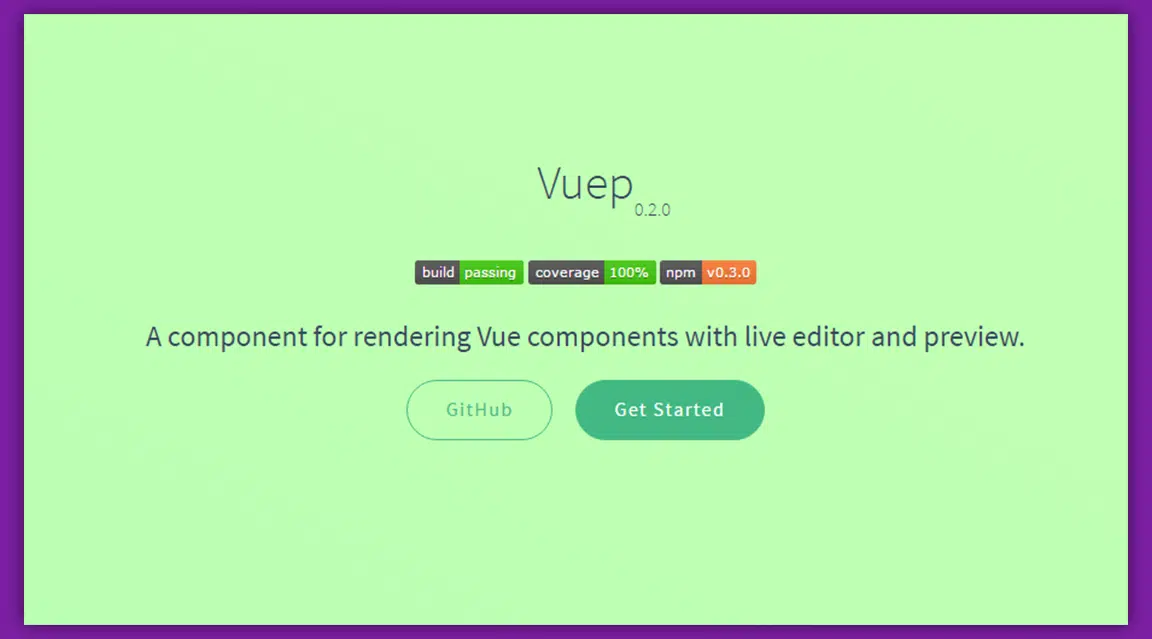 Vuep 0.2.0
build passing coverage 100% npm v0.3.0
A component for rendering Vue components with live editor and preview.
GitHub Get Started